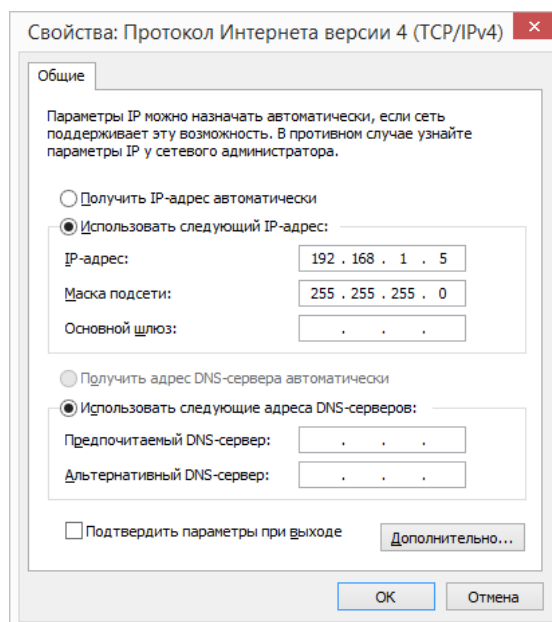 Свойства: Протокол Интернета версии 4 (TCP/IPv4)
Общие
Параметры IP можно назначать автоматически, если сеть
поддерживает эту возможность. В противном случае узнайте
параметры IP у сетевого администратора.
Получить IP-адрес автоматически
Использовать следующий IP-адрес:
IP-адрес: 192 . 168 . 1 . 5
Маска подсети: 255 . 255 . 255 . 0
Основной шлюз: . . .
Получить адрес DNS-сервера автоматически
Использовать следующие адреса DNS-серверов:
Предпочитаемый DNS-сервер: . . .
Альтернативный DNS-сервер: . . .
Подтвердить параметры при выходе Дополнительно...
ОК Отмена